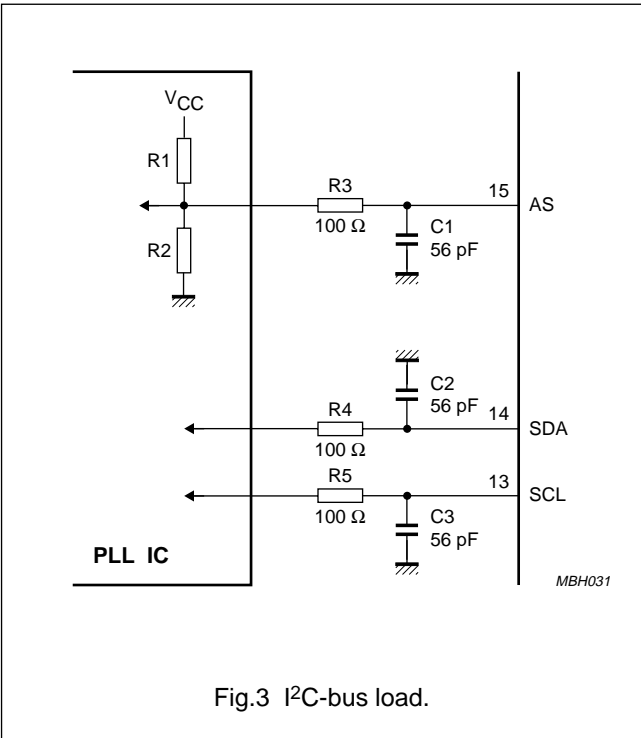 VCC
R1
R2
R3
100 Ω
C1
56 pF
15 AS
C2
56 pF
R4
100 Ω
14 SDA
R5
100 Ω
13 SCL
C3
56 pF
PLL IC
MBH031
Fig.3 I²C-bus load.